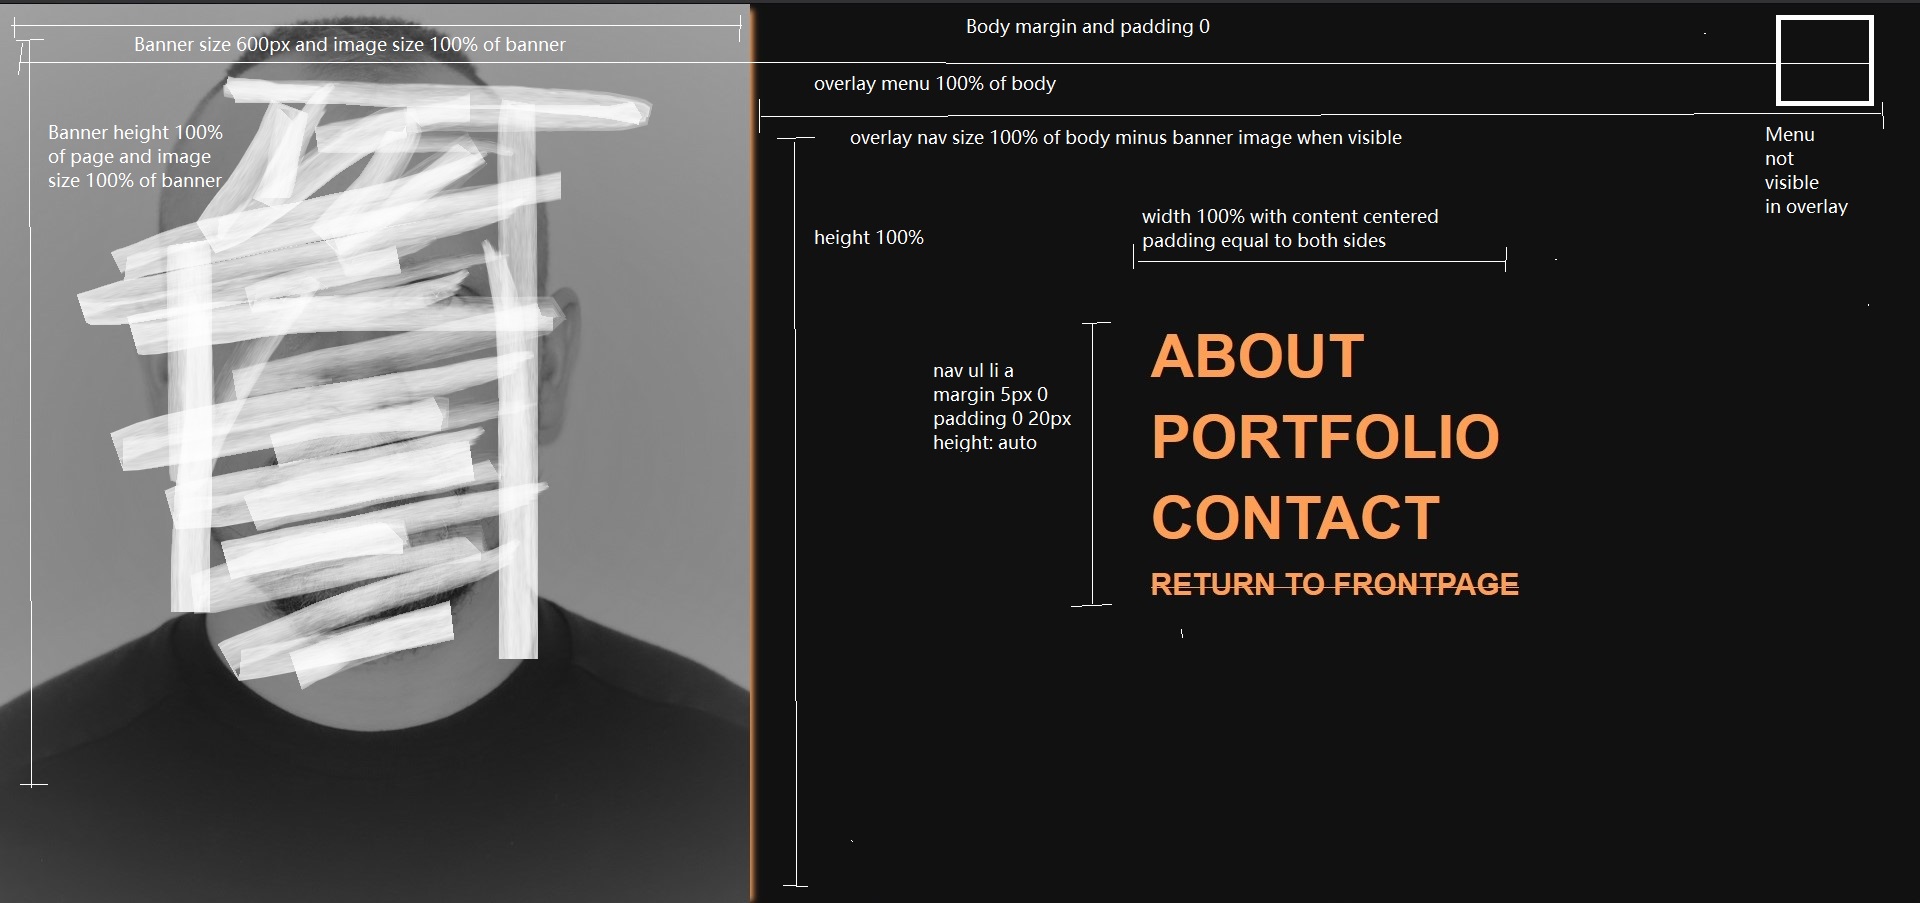 Banner size 600px and image size 100% of banner
Banner height 100%
of page and image
size 100% of banner
Body margin and padding 0
overlay menu 100% of body
overlay nav size 100% of body minus banner image when visible
Menu
not
visible
in overlay
width 100% with content centered
padding equal to both sides
height 100%
nav ul li a
margin 5px 0
padding 0 20px
height: auto
ABOUT
PORTFOLIO
CONTACT
RETURN TO FRONTPAGE